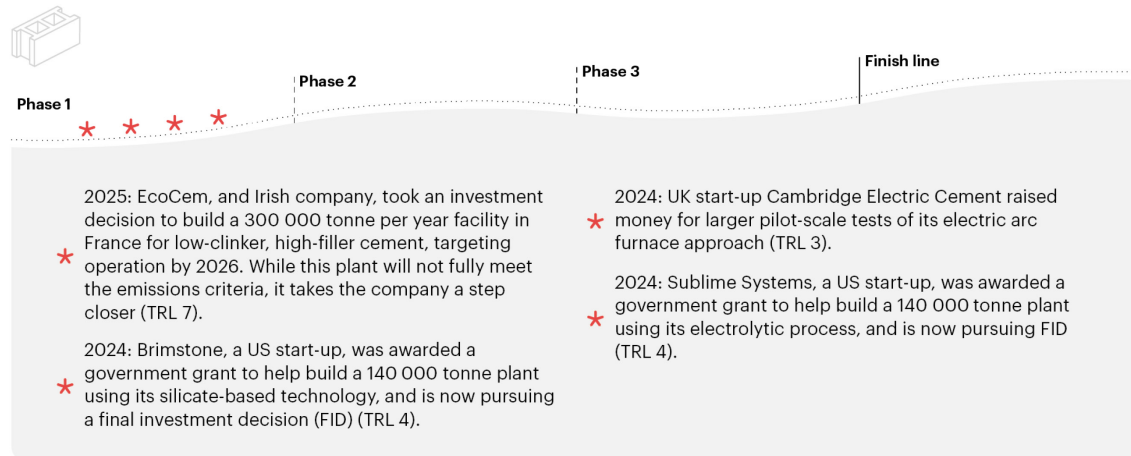 Phase 1
Phase 2
Phase 3
Finish line
2025: EcoCem, and Irish company, took an investment
decision to build a 300 000 tonne per year facility in
France for low-clinker, high-filler cement, targeting
operation by 2026. While this plant will not fully meet
the emissions criteria, it takes the company a step
closer (TRL 7).
2024: Brimstone, a US start-up, was awarded a
government grant to help build a 140 000 tonne plant
using its silicate-based technology, and is now pursuing
a final investment decision (FID) (TRL 4).
2024: UK start-up Cambridge Electric Cement raised
money for larger pilot-scale tests of its electric arc
furnace approach (TRL 3).
2024: Sublime Systems, a US start-up, was awarded a
government grant to help build a 140 000 tonne plant
using its electrolytic process, and is now pursuing FID
(TRL 4).